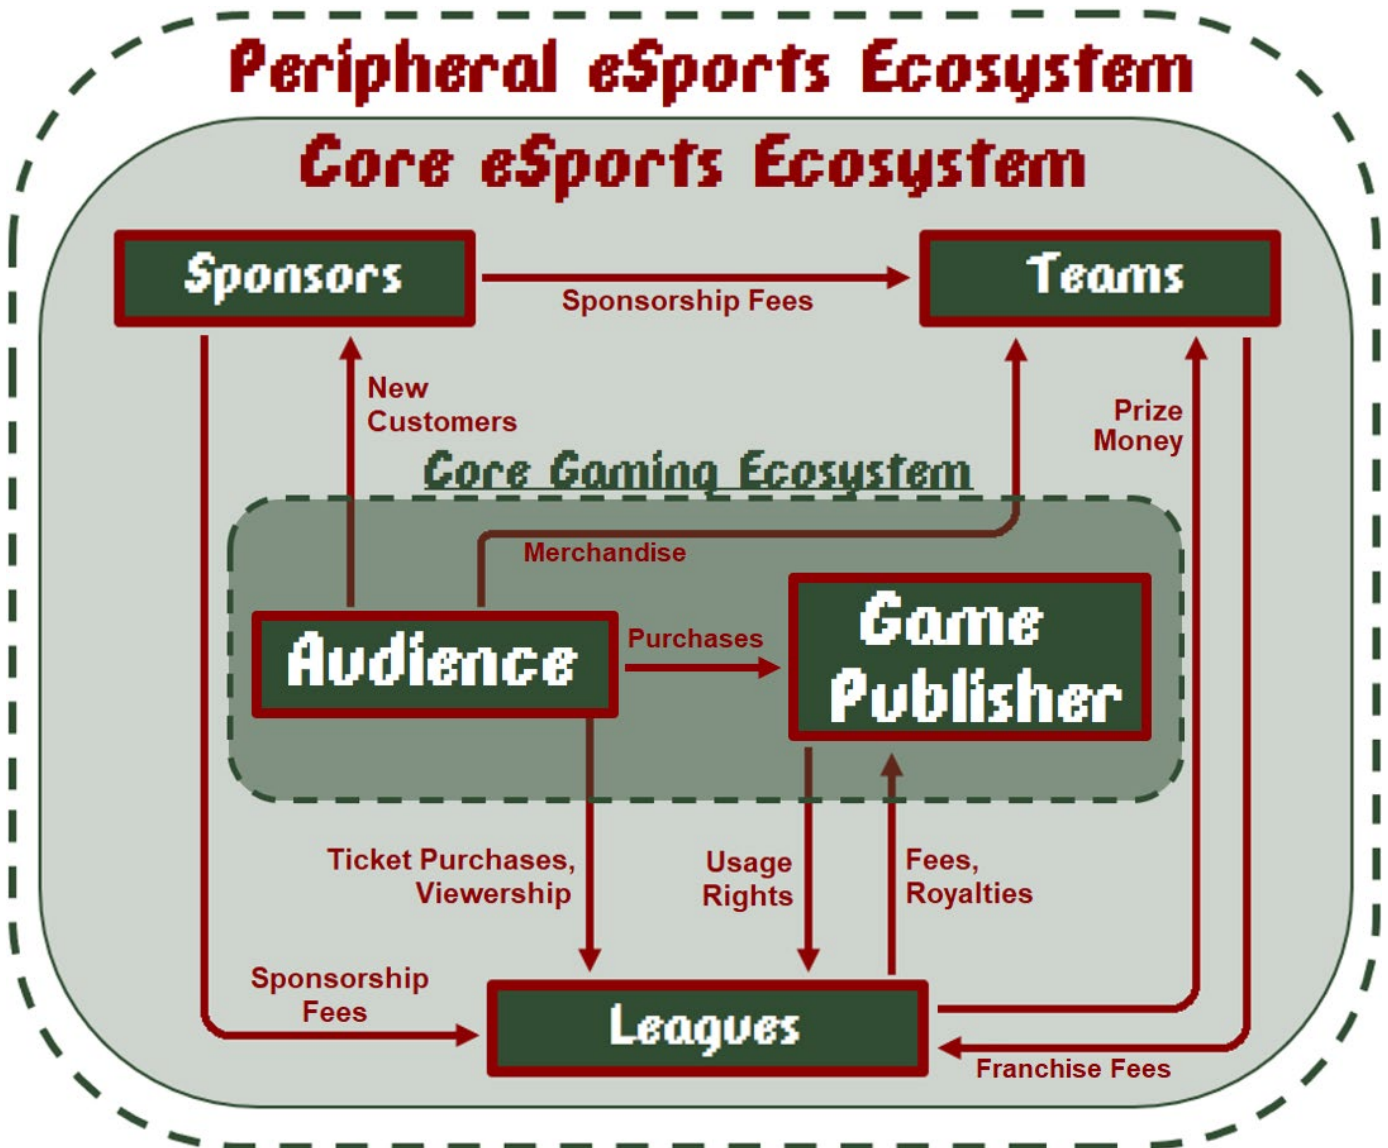 Peripheral eSports Ecosystem
Core eSports Ecosystem
Sponsors
Teams
Sponsorship Fees
New
Customers
Prize
Money
Core Gaming Ecosystem
Merchandise
Audience
Purchases
Game
Publisher
Ticket Purchases,
Viewership
Usage
Rights
Fees,
Royalties
Sponsorship
Fees
Leagues
Franchise Fees